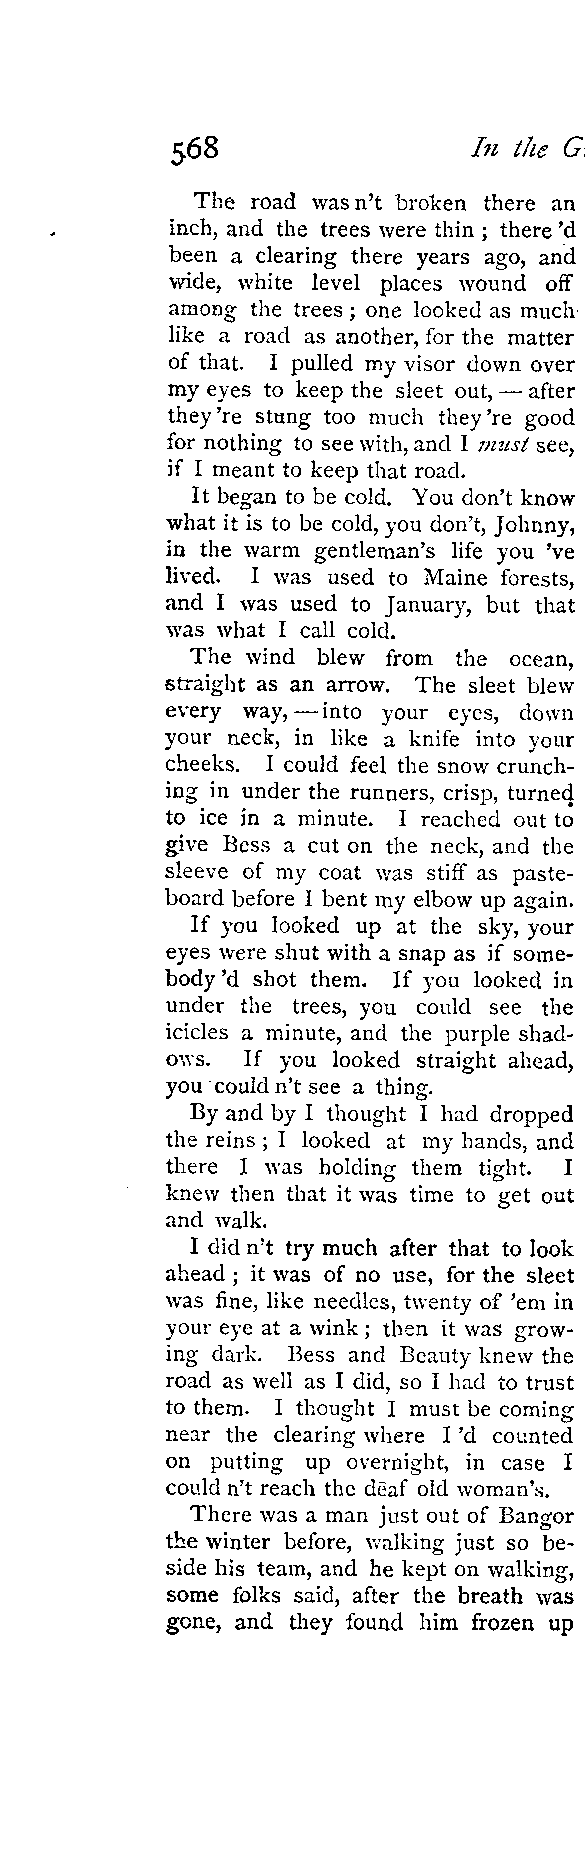 568 In the G
The road wasn't broken there an
inch, and the trees were thin ; there 'd
been a clearing there years ago, and
wide, white level places wound off
among the trees ; one looked as much
like a road as another, for the matter
of that. I pulled my visor down over
my eyes to keep the sleet out, — after
they 're stung too much they 're good
for nothing to see with, and I must see,
if I meant to keep that road.
It began to be cold. You don't know
what it is to be cold, you don't, Johnny,
in the warm gentleman's life you 've
lived. I was used to Maine forests,
and I was used to January, but that
was what I call cold.
The wind blew from the ocean,
straight as an arrow. The sleet blew
every way, — into your eyes, down
your neck, in like a knife into your
cheeks. I could feel the snow crunch-
ing in under the runners, crisp, turned
to ice in a minute. I reached out to
give Bess a cut on the neck, and the
sleeve of my coat was stiff as paste-
board before I bent my elbow up again.
If you looked up at the sky, your
eyes were shut with a snap as if some-
body 'd shot them. If you looked in
under the trees, you could see the
icicles a minute, and the purple shad-
ows. If you looked straight ahead,
you could n't see a thing.
By and by I thought I had dropped
the reins ; I looked at my hands, and
there I was holding them tight. I
knew then that it was time to get out
and walk.
I did n't try much after that to look
ahead ; it was of no use, for the sleet
was fine, like needles, twenty of 'em in
your eye at a wink ; then it was grow-
ing dark. Bess and Beauty knew the
road as well as I did, so I had to trust
to them. I thought I must be coming
near the clearing where I 'd counted
on putting up overnight, in case I
could n't reach the deaf old woman's.
There was a man just out of Bangor
the winter before, walking just so be-
side his team, and he kept on walking,
some folks said, after the breath was
gone, and they found him frozen up